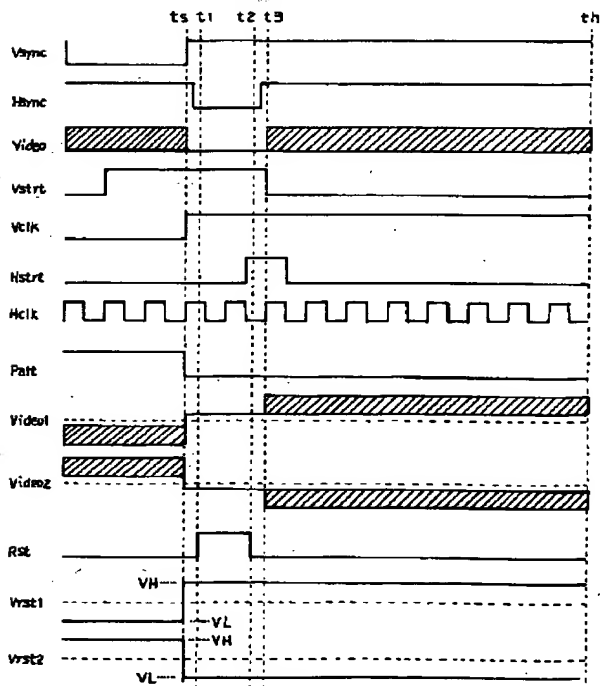 ts t1 t2 t3 th
Vsync
Hsync
Video
Vstrt
Vclk
Hstrt
Hclk
Palt
Video1
Video2
Rst
VH
Vrst1
VL
VH
Vrst2
VL